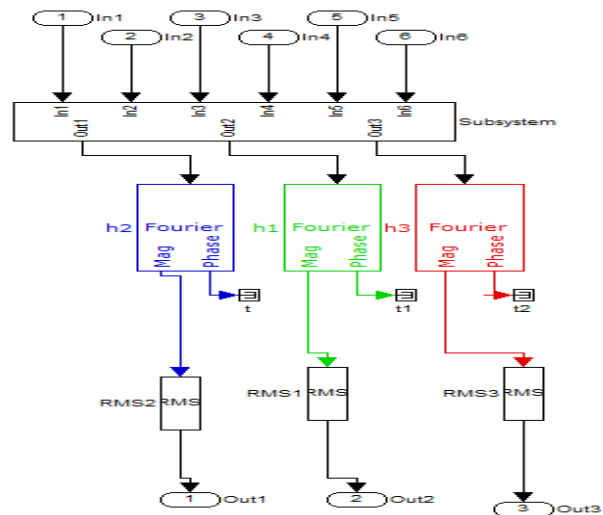 1 In1 3 In3 5 In5
2 In2 4 In4 6 In6
In1 In2 In3 In4 In5 In6
Out1 Out2 Out3
Subsystem
h2 Fourier h1 Fourier h3 Fourier
Mag Phase Mag Phase Mag Phase
t t1 t2
RMS2 RMS RMS1 RMS RMS3 RMS
1 Out1 2 Out2 3 Out3